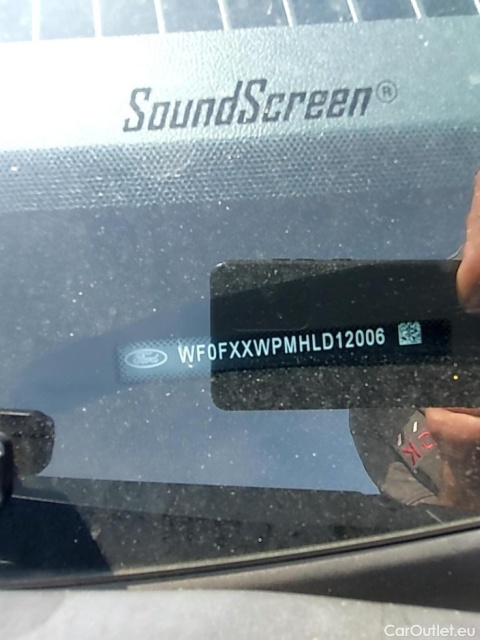 SoundScreen®
Ford WF0FXXWPMHLD12006
CarOutlet.eu